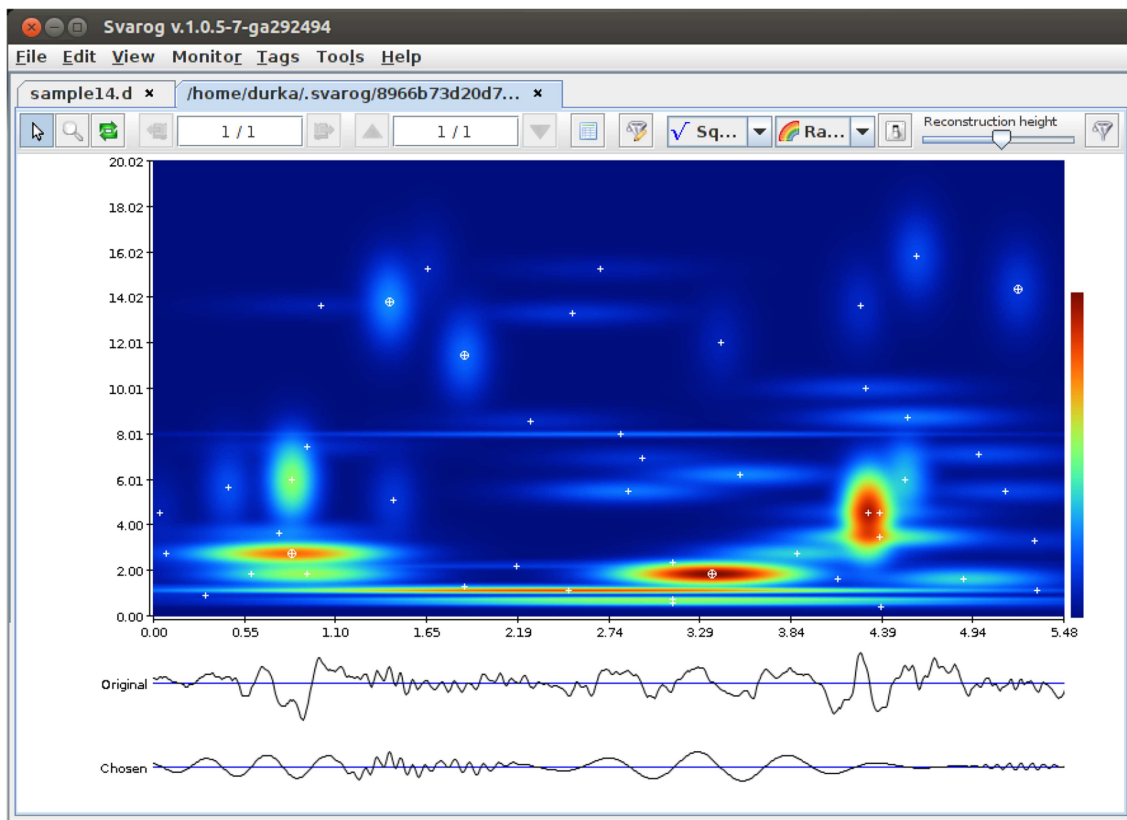 Svarog v.1.0.5-7-ga292494
File Edit View Monitor Tags Tools Help
sample14.d × /home/durka/.svarog/8966b73d20d7... ×
1 / 1 1 / 1 √ Sq... Ra... Reconstruction height
20.02
18.02
16.02
14.02
12.01
10.01
8.01
6.01
4.00
2.00
0.00
0.00 0.55 1.10 1.65 2.19 2.74 3.29 3.84 4.39 4.94 5.48
Original
Chosen